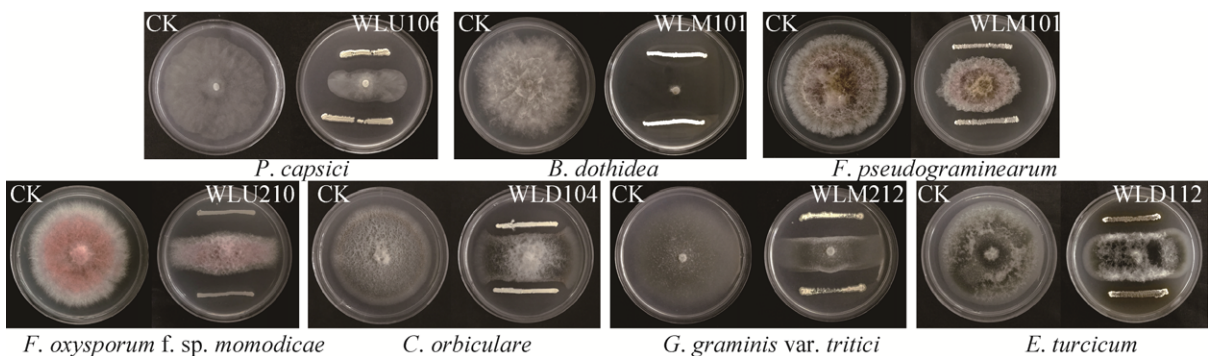 CK WLU106 CK WLM101 CK WLM101
P. capsici B. dothidea F. pseudograminearum
CK WLU210 CK WLD104 CK WLM212 CK WLD112
F. oxysporum f. sp. momodicae C. orbiculare G. graminis var. tritici E. turcicum